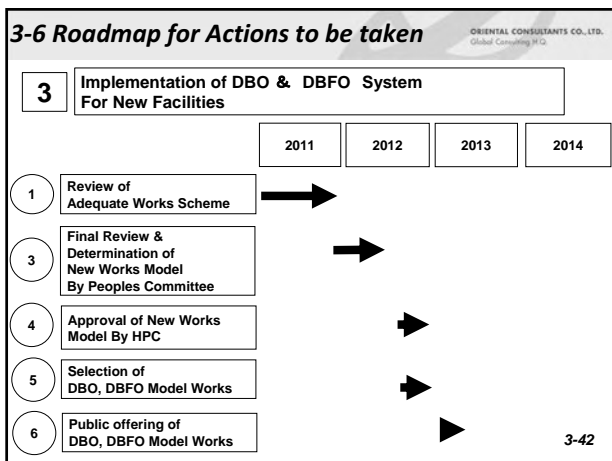 3-6 Roadmap for Actions to be taken
ORIENTAL CONSULTANTS CO., LTD.
Global Consulting H.Q.
3
Implementation of DBO & DBFO System
For New Facilities
2011
2012
2013
2014
1
Review of
Adequate Works Scheme
3
Final Review &
Determination of
New Works Model
By Peoples Committee
4
Approval of New Works
Model By HPC
5
Selection of
DBO, DBFO Model Works
6
Public offering of
DBO, DBFO Model Works
3-42